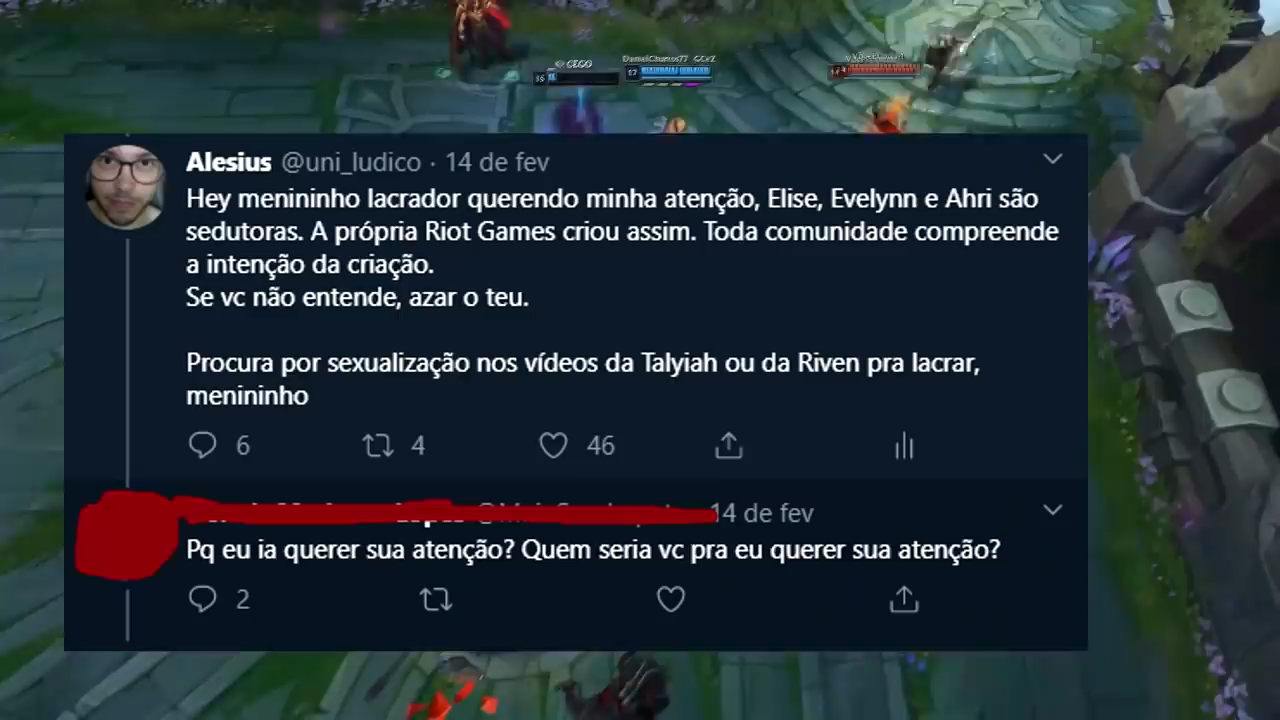 CEGO
16
17
Alesius @uni_ludico · 14 de fev
Hey menininho lacrador querendo minha atenção, Elise, Evelynn e Ahri são
sedutoras. A própria Riot Games criou assim. Toda comunidade compreende
a intenção da criação.
Se vc não entende, azar o teu.
Procura por sexualização nos vídeos da Talyiah ou da Riven pra lacrar,
menininho
6 4 46
14 de fev
Pq eu ia querer sua atenção? Quem seria vc pra eu querer sua atenção?
2